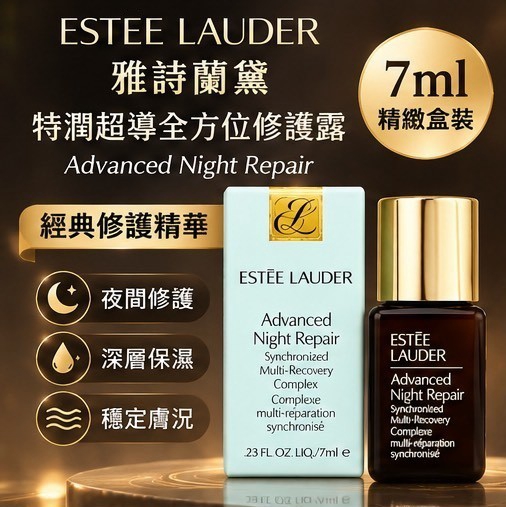 ESTEE LAUDER
雅詩蘭黛
特潤超導全方位修護露
Advanced Night Repair
7ml
精緻盒裝
經典修護精華
夜間修護
深層保濕
穩定膚況
EL
ESTĒE LAUDER
Advanced
Night Repair
Synchronized
Multi-Recovery
Complex
Complexe
multi-réparation
synchronisé
.23 FL. OZ. LIQ./7ml e
ESTĒE
LAUDER
Advanced
Night Repair
Synchronized
Multi-Recovery
Complexe
multi-réparation
synchronisé